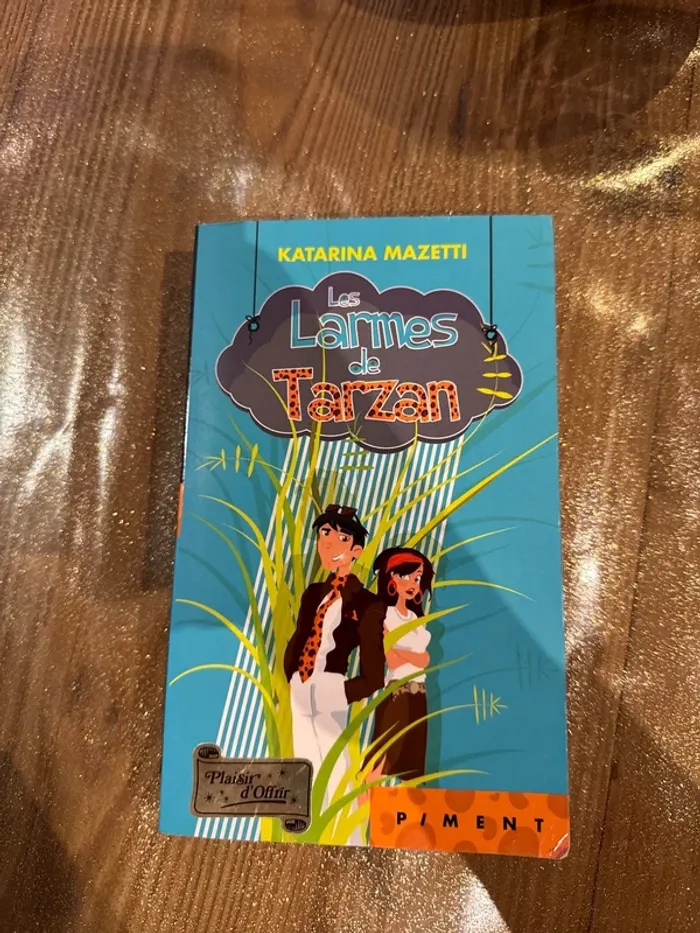 KATARINA MAZETTI
Les
Larmes
de
Tarzan
Plaisir
d'Offrir
PIMENT